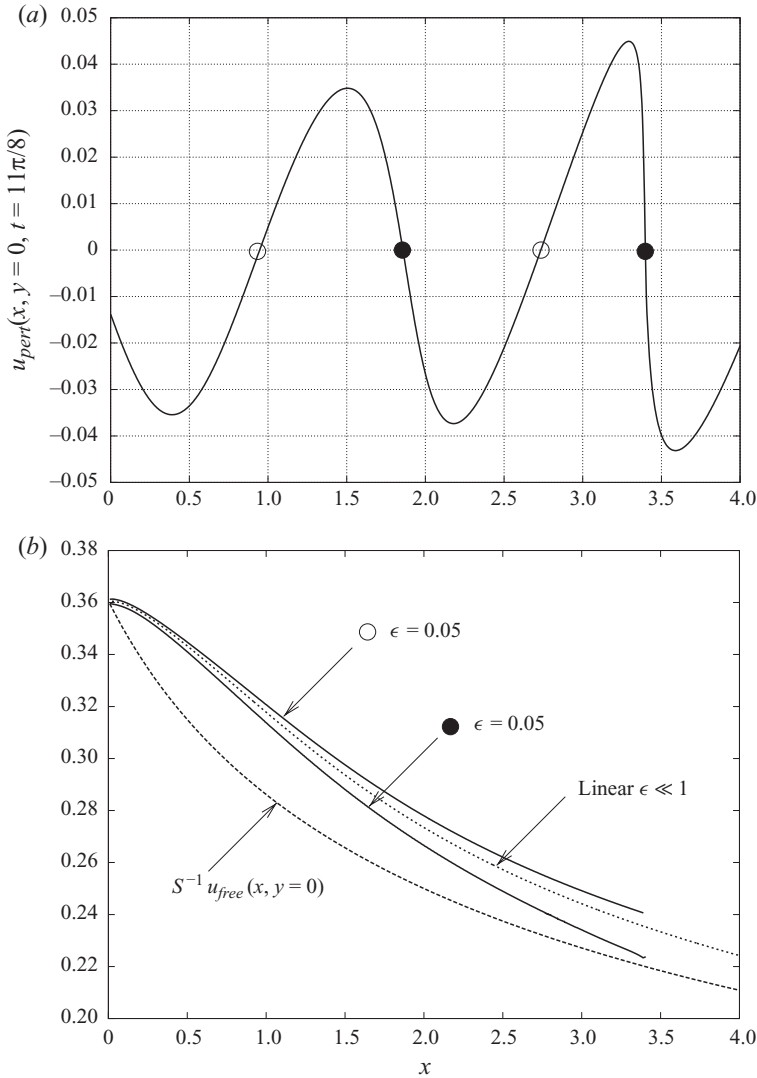 (a)
0.05
0.04
0.03
0.02
0.01
0
–0.01
–0.02
–0.03
–0.04
–0.05
u_pert(x, y = 0, t = 11π/8)
0 0.5 1.0 1.5 2.0 2.5 3.0 3.5 4.0
(b)
0.38
0.36
0.34
0.32
0.30
0.28
0.26
0.24
0.22
0.20
ϵ = 0.05
ϵ = 0.05
Linear ϵ ≪ 1
S⁻¹ u_free (x, y = 0)
0 0.5 1.0 1.5 2.0 2.5 3.0 3.5 4.0
x